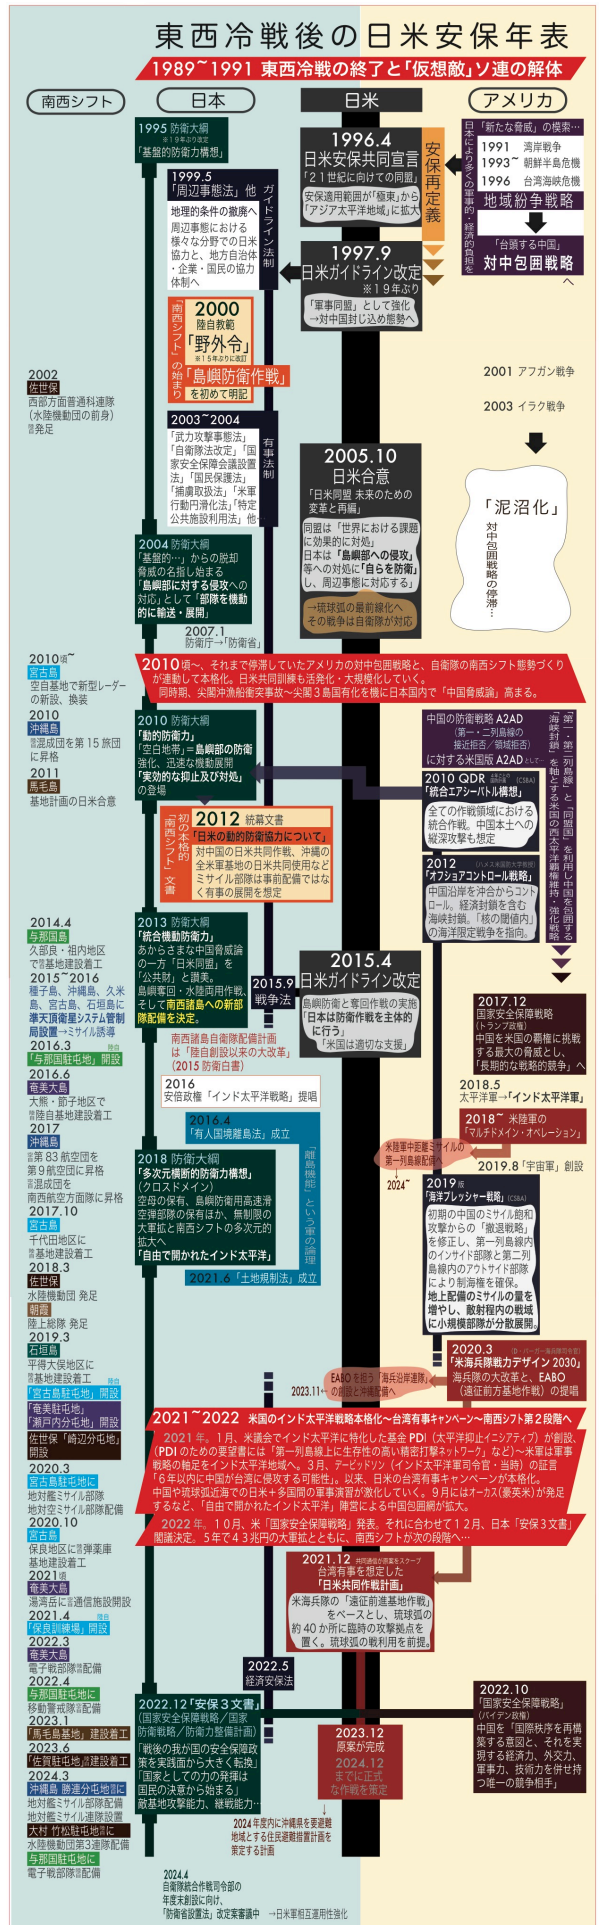 東西冷戦後の日米安保年表
1989~1991 東西冷戦の終了と「仮想敵」ソ連の解体
南西シフト
日本
日米
アメリカ
1995 防衛大綱
※19年ぶり改定
「基盤的防衛力構想」
1999.5
「周辺事態法」他
地理的条件の撤廃へ
周辺事態における
様々な分野での日米
協力と、地方自治体
・企業・国民の協力
体制へ
ガイドライン法制
1996.4
日米安保共同宣言
「21世紀に向けての同盟」
安保適用範囲が「極東」から
「アジア太平洋地域」に拡大
安保再定義
1997.9
日米ガイドライン改定
※19年ぶり
「軍事同盟」として強化
→対中国封じ込め態勢へ
日本により多くの軍事的・経済的負担を
「新たな脅威」の模索…
1991 湾岸戦争
1993~ 朝鮮半島危機
1996 台湾海峡危機
地域紛争戦略
「台頭する中国」
対中包囲戦略
へ
「南西シフト」の始まり
2000
陸自教範
「野外令」
※15年ぶりに改訂
「島嶼防衛作戦」
を初めて明記
2002
佐世保
西部方面普通科連隊
（水陸機動団の前身）
発足
2001 アフガン戦争
2003 イラク戦争
「泥沼化」
対中包囲戦略の停滞…
2003~2004
「武力攻撃事態法」
「自衛隊法改定」「国
家安全保障会議設置
法」「国民保護法」
「捕虜取扱法」「米軍
行動円滑化法」「特定
公共施設利用法」他…
有事法制
2005.10
日米合意
「日米同盟 未来のための
変革と再編」
同盟は「世界における課題
に効果的に対処」
日本は「島嶼部への侵攻」
等への対処に「自らを防衛」
し、周辺事態に対応する」
→琉球弧の最前線化へ
その戦争は自衛隊が対応
2004 防衛大綱
「基盤的…」からの脱却
脅威の名指し始まる
「島嶼部に対する侵攻への
対応」として「部隊を機動
的に輸送・展開」
2007.1
防衛庁→「防衛省」
2010頃~
宮古島
空自基地で新型レーダー
の新設、換装
2010
沖縄島
混成団を第15旅団
に昇格
2011
馬毛島
基地計画の日米合意
2010頃~、それまで停滞していたアメリカの対中包囲戦略と、自衛隊の南西シフト態勢づくり
が連動して本格化。日米共同訓練も活発化・大規模化していく。
同時期、尖閣沖漁船衝突事故~尖閣3島国有化を機に日本国内で「中国脅威論」高まる。
2010 防衛大綱
「動的防衛力」
「空白地帯」＝島嶼部の防衛
強化、迅速な機動展開
「実効的な抑止及び対処」
の登場
初の本格的「南西シフト」文書
2012 統幕文書
「日米の動的防衛協力について」
対中国の日米共同作戦、沖縄の
全米軍基地の日米共同使用など
ミサイル部隊は事前配備ではな
く有事の展開を想定
中国の防衛戦略 A2AD
（第一・二列島線の
接近拒否／領域拒否）
に対する米国版 A2AD として…
2010 QDR
(CSBA)
「統合エアシーバトル構想」
全ての作戦領域における
統合作戦。中国本土への
縦深攻撃も想定
2012（ハメス米国防大学教授）
「オフショアコントロール戦略」
中国沿岸を沖合からコント
ロール。経済封鎖を含む
海峡封鎖。「核の閾値内」
の海洋限定戦争を指向。
「第一・第二列島線」と「同盟国」を利用し中国を包囲する
「海峡封鎖」を軸とする米国の西太平洋覇権維持・強化戦略
2013 防衛大綱
「統合機動防衛力」
あからさまな中国脅威論
の一方「日米同盟」を
「公共財」と讃美。
島嶼奪回・水陸両用作戦、
そして南西諸島への新部
隊配備を決定。
2015.9
戦争法
2015.4
日米ガイドライン改定
島嶼防衛と奪回作戦の実施
「日本は防衛作戦を主体的
に行う」
「米国は適切な支援」
2014.4
与那国島
久部良・祖内地区
で基地建設着工
2015~2016
種子島、沖縄島、久米
島、宮古島、石垣島に
準天頂衛星システム管制
局設置→ミサイル誘導
2016.3 陸自
「与那国駐屯地」開設
2016.6
奄美大島
大熊・節子地区で
陸自基地建設着工
2017
沖縄島
第83航空団を
第9航空団に昇格
混成団を
南西航空方面隊に昇格
2017.10
宮古島
千代田地区に
基地建設着工
2018.3
佐世保
水陸機動団 発足
朝霞
陸上総隊 発足
2019.3
石垣島
平得大俣地区に
基地建設着工 陸自
「宮古島駐屯地」開設
「奄美駐屯地」
「瀬戸内分屯地」開設
佐世保「崎辺分屯地」
開設
南西諸島自衛隊配備計画
は「陸自創設以来の大改革」
（2015 防衛白書）
2016
安倍政権「インド太平洋戦略」提唱
2016.4
「有人国境離島法」成立
「離島機能」という軍の論理
2018 防衛大綱
「多次元横断的防衛力構想」
（クロスドメイン）
空母の保有、島嶼防衛用高速滑
空弾部隊の保有ほか、無制限の
大軍拡と南西シフトの多次元的
拡大へ
「自由で開かれたインド太平洋」
2021.6「土地規制法」成立
2017.12
国家安全保障戦略
（トランプ政権）
中国を米国の覇権に挑戦
する最大の脅威とし、
「長期的な戦略的競争」へ
2018.5
太平洋軍→「インド太平洋軍」
2018~ 米陸軍の
「マルチドメイン・オペレーション」
米陸軍中距離ミサイルの
第一列島線配備へ
2024~
2019.8「宇宙軍」創設
2019版
「海洋プレッシャー戦略」(CSBA)
初期の中国のミサイル飽和
攻撃からの「撤退戦略」
を修正し、第一列島線内
のインサイド部隊と第二列
島線内のアウトサイド部隊
により制海権を確保。
地上配備のミサイルの量を
増やし、敵射程内の戦域
に小規模部隊が分散展開。
2020.3（D・バーガー海兵隊司令官）
「米海兵隊戦力デザイン2030」
海兵隊の大改革と、EABO
（遠征前方基地作戦）の提唱
EABOを担う「海兵沿岸連隊」
2023.11← の創設と沖縄配備へ
2021~2022 米国のインド太平洋戦略本格化~台湾有事キャンペーン~南西シフト第2段階へ
2021年。1月、米議会でインド太平洋に特化した基金PDI（太平洋抑止イニシアティブ）が創設、
（PDIのための要望書には「第一列島線上に生存性の高い精密打撃ネットワーク」など）~米軍は軍事
戦略の軸足をインド太平洋地域へ。3月、デービッドソン（インド太平洋軍司令官・当時）の証言
「6年以内に中国が台湾に侵攻する可能性」。以来、日米の台湾有事キャンペーンが本格化。
中国や琉球弧近海での日米＋多国間の軍事演習が激化していく。9月にはオーカス（豪英米）が発足
するなど、「自由で開かれたインド太平洋」陣営による中国包囲網が拡大。
2022年。10月、米「国家安全保障戦略」発表。それに合わせて12月、日本「安保3文書」
閣議決定。5年で43兆円の大軍拡とともに、南西シフトが次の段階へ…
2020.3
宮古島駐屯地に
地対艦ミサイル部隊
地対空ミサイル部隊配備
2020.10
宮古島
保良地区に弾薬庫
基地建設着工
2021頃
奄美大島
湯湾岳に通信施設開設
2021.4 陸自
「保良訓練場」開設
2022.3
奄美大島
電子戦部隊配備
2022.4
与那国駐屯地に
移動警戒隊配備
2023.1
「馬毛島基地」建設着工
2023.6
「佐賀駐屯地」建設着工
2024.3
沖縄島 勝連分屯地に
地対艦ミサイル部隊配備
地対艦ミサイル連隊設置
大村 竹松駐屯地に
水陸機動団第3連隊配備
与那国駐屯地に
電子戦部隊配備
2021.12 共同通信が原案をスクープ
台湾有事を想定した
「日米共同作戦計画」
米海兵隊の「遠征前進基地作戦」
をベースとし、琉球弧の
約40か所に臨時の攻撃拠点を
置く。琉球弧の戦利用を前提。
2022.5
経済安保法
2022.12「安保3文書」
（国家安全保障戦略／国家
防衛戦略／防衛力整備計画）
「戦後の我が国の安全保障政
策を実践面から大きく転換」
「国家としての力の発揮は
国民の決意から始まる」
敵基地攻撃能力、継戦能力…
2023.12
原案が完成
2024.12
までに正式
な作戦を策定
2022.10
「国家安全保障戦略」
（バイデン政権）
中国を「国際秩序を再構
築する意図と、それを実
現する経済力、外交力、
軍事力、技術力を併せ持
つ唯一の競争相手」
2024年度内に沖縄県を要避難
地域とする住民避難措置計画を
策定する計画
2024.4
自衛隊統合作戦司令部の
年度末創設に向け、
「防衛省設置法」改定案審議中 →日米軍相互運用性強化